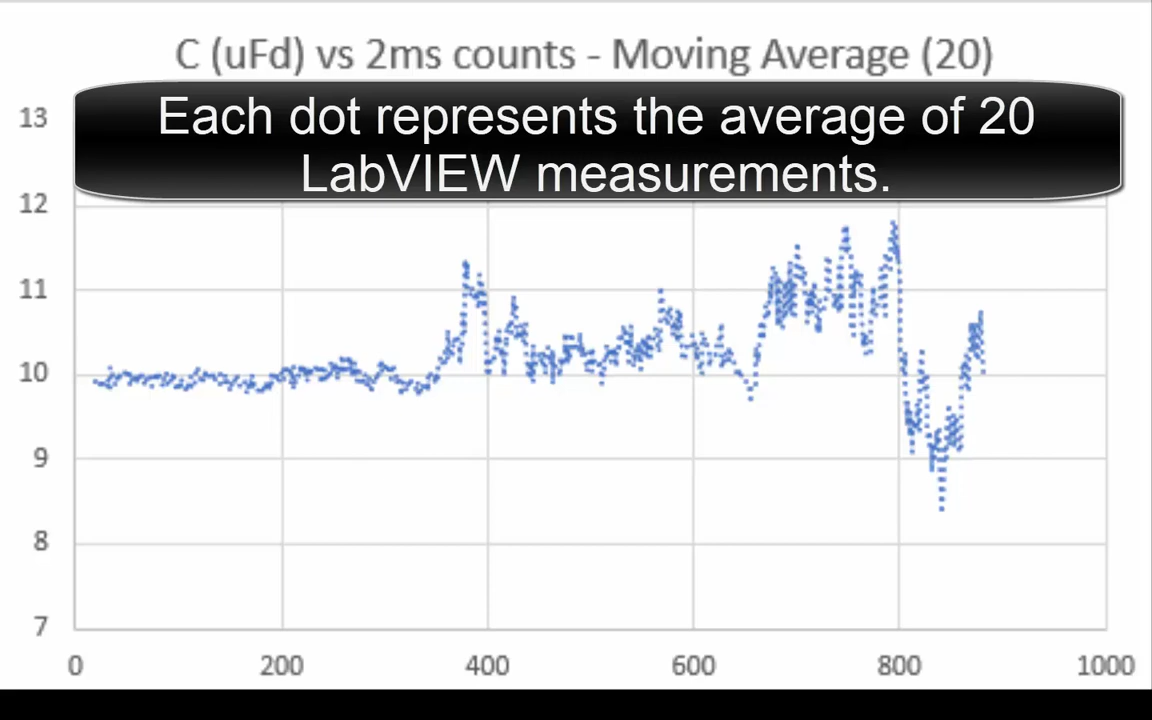 C (uFd) vs 2ms counts - Moving Average (20)
Each dot represents the average of 20
LabVIEW measurements.
13
12
11
10
9
8
7
0 200 400 600 800 1000